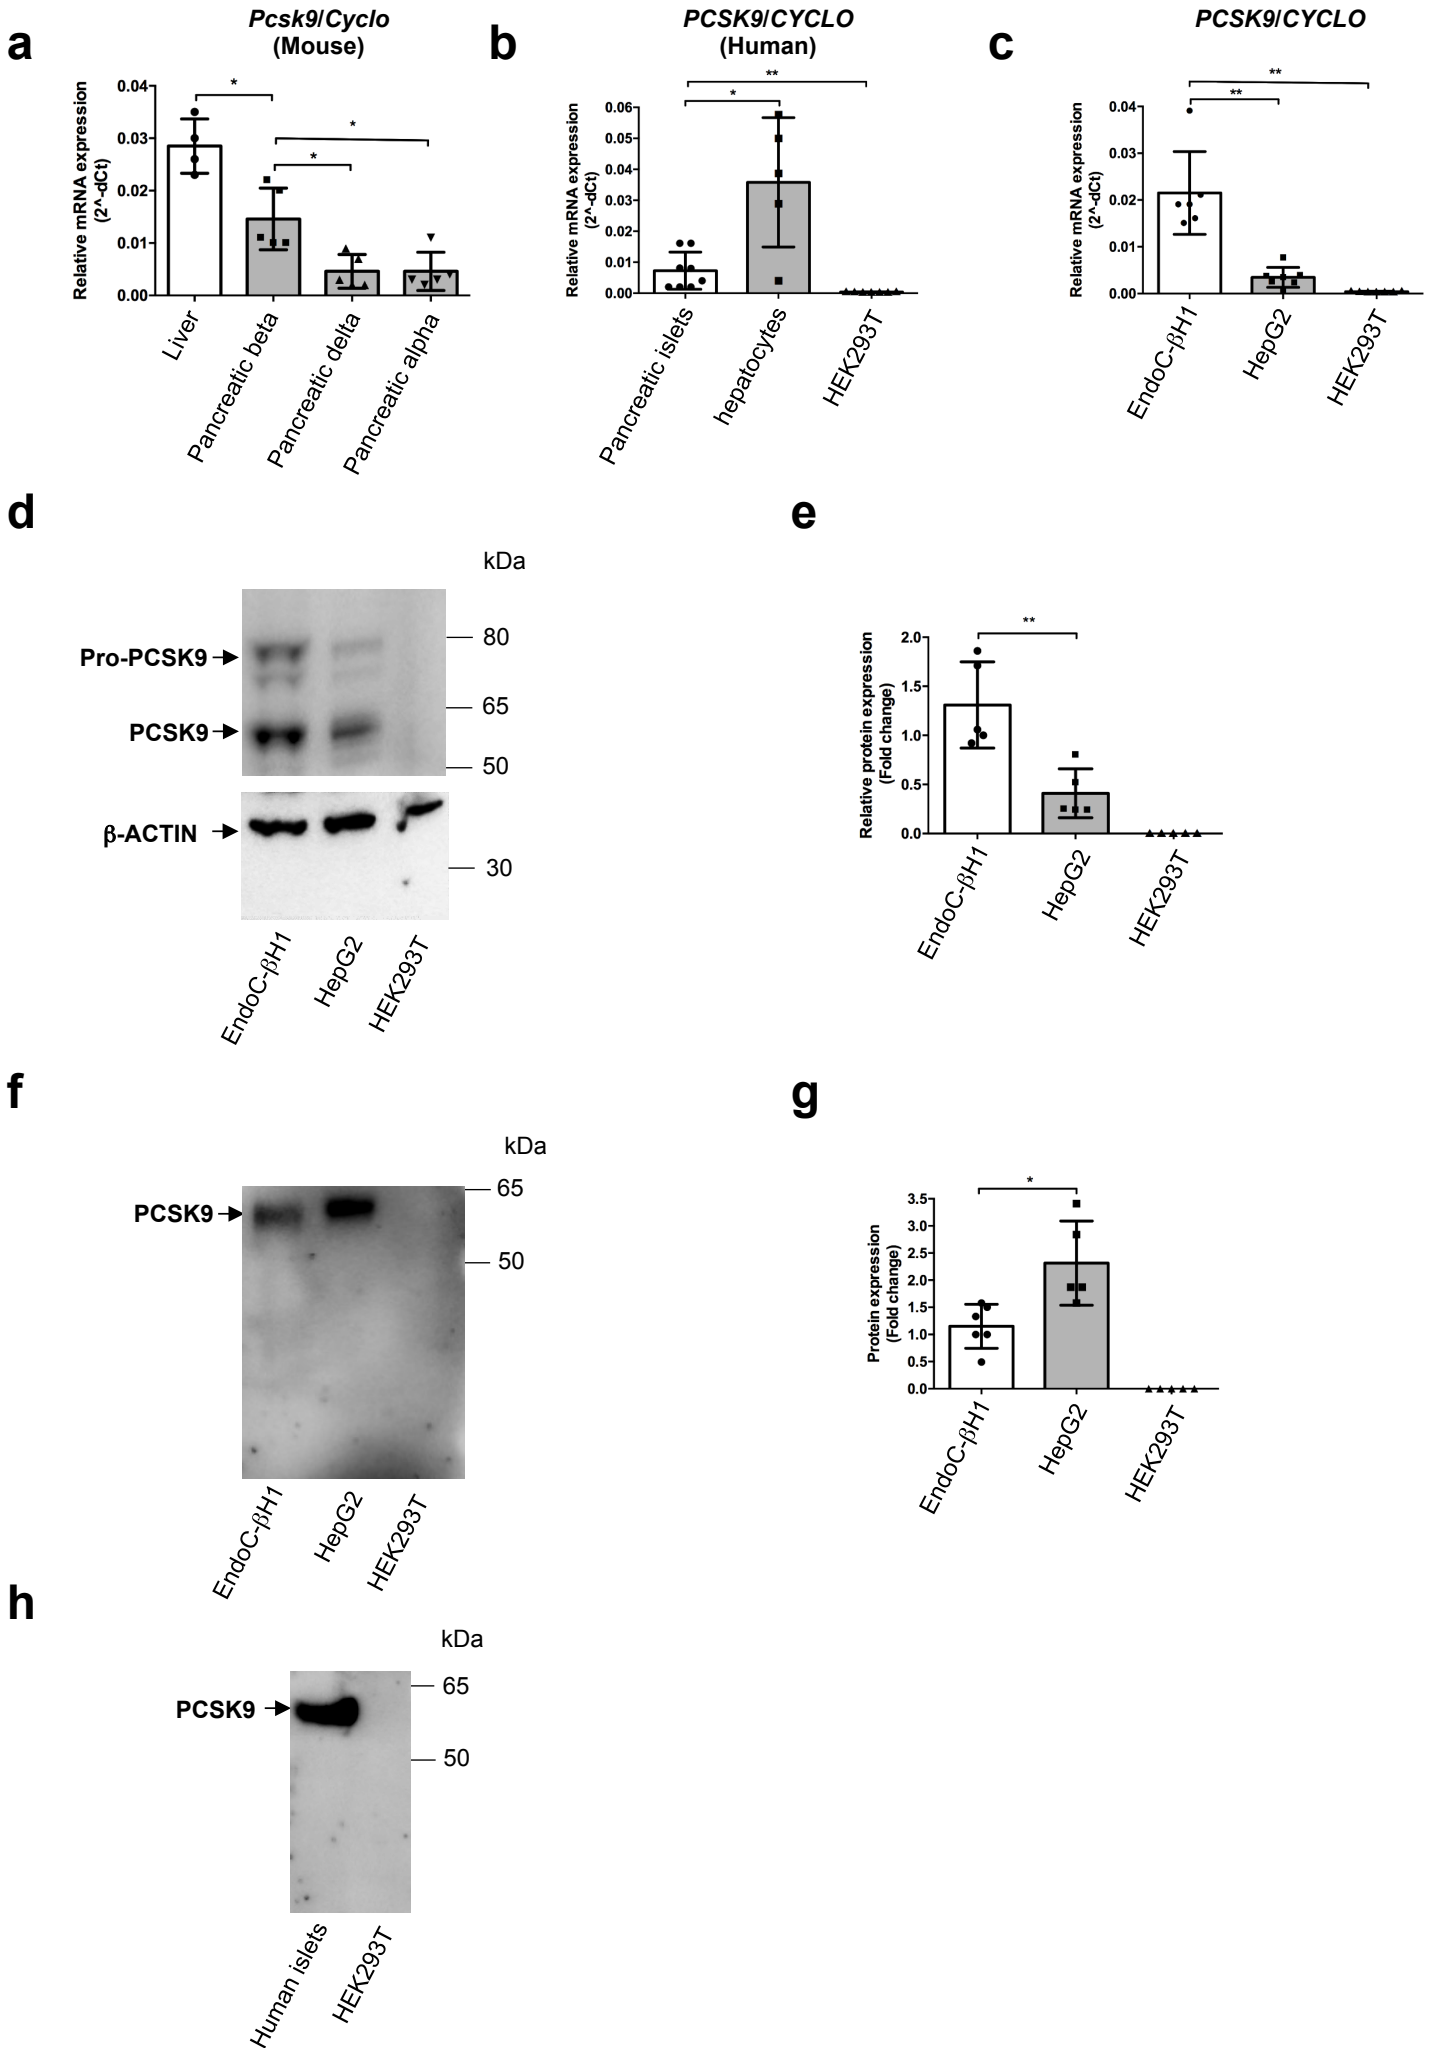 a
Pcsk9/Cyclo
(Mouse)
Relative mRNA expression
(2^-dCt)
0.04
0.03
0.02
0.01
0.00
*
*
*
Liver
Pancreatic beta
Pancreatic delta
Pancreatic alpha
b
PCSK9/CYCLO
(Human)
Relative mRNA expression
(2^-dCt)
0.06
0.05
0.04
0.03
0.02
0.01
0.00
**
*
Pancreatic islets
hepatocytes
HEK293T
c
PCSK9/CYCLO
Relative mRNA expression
(2^-dCt)
0.04
0.03
0.02
0.01
0.00
**
**
EndoC-βH1
HepG2
HEK293T
d
kDa
Pro-PCSK9
PCSK9
80
65
50
β-ACTIN
30
EndoC-βH1
HepG2
HEK293T
e
Relative protein expression
(Fold change)
2.0
1.5
1.0
0.5
0.0
**
EndoC-βH1
HepG2
HEK293T
f
kDa
PCSK9
65
50
EndoC-βH1
HepG2
HEK293T
g
Protein expression
(Fold change)
3.5
3.0
2.5
2.0
1.5
1.0
0.5
0.0
*
EndoC-βH1
HepG2
HEK293T
h
kDa
PCSK9
65
50
Human islets
HEK293T